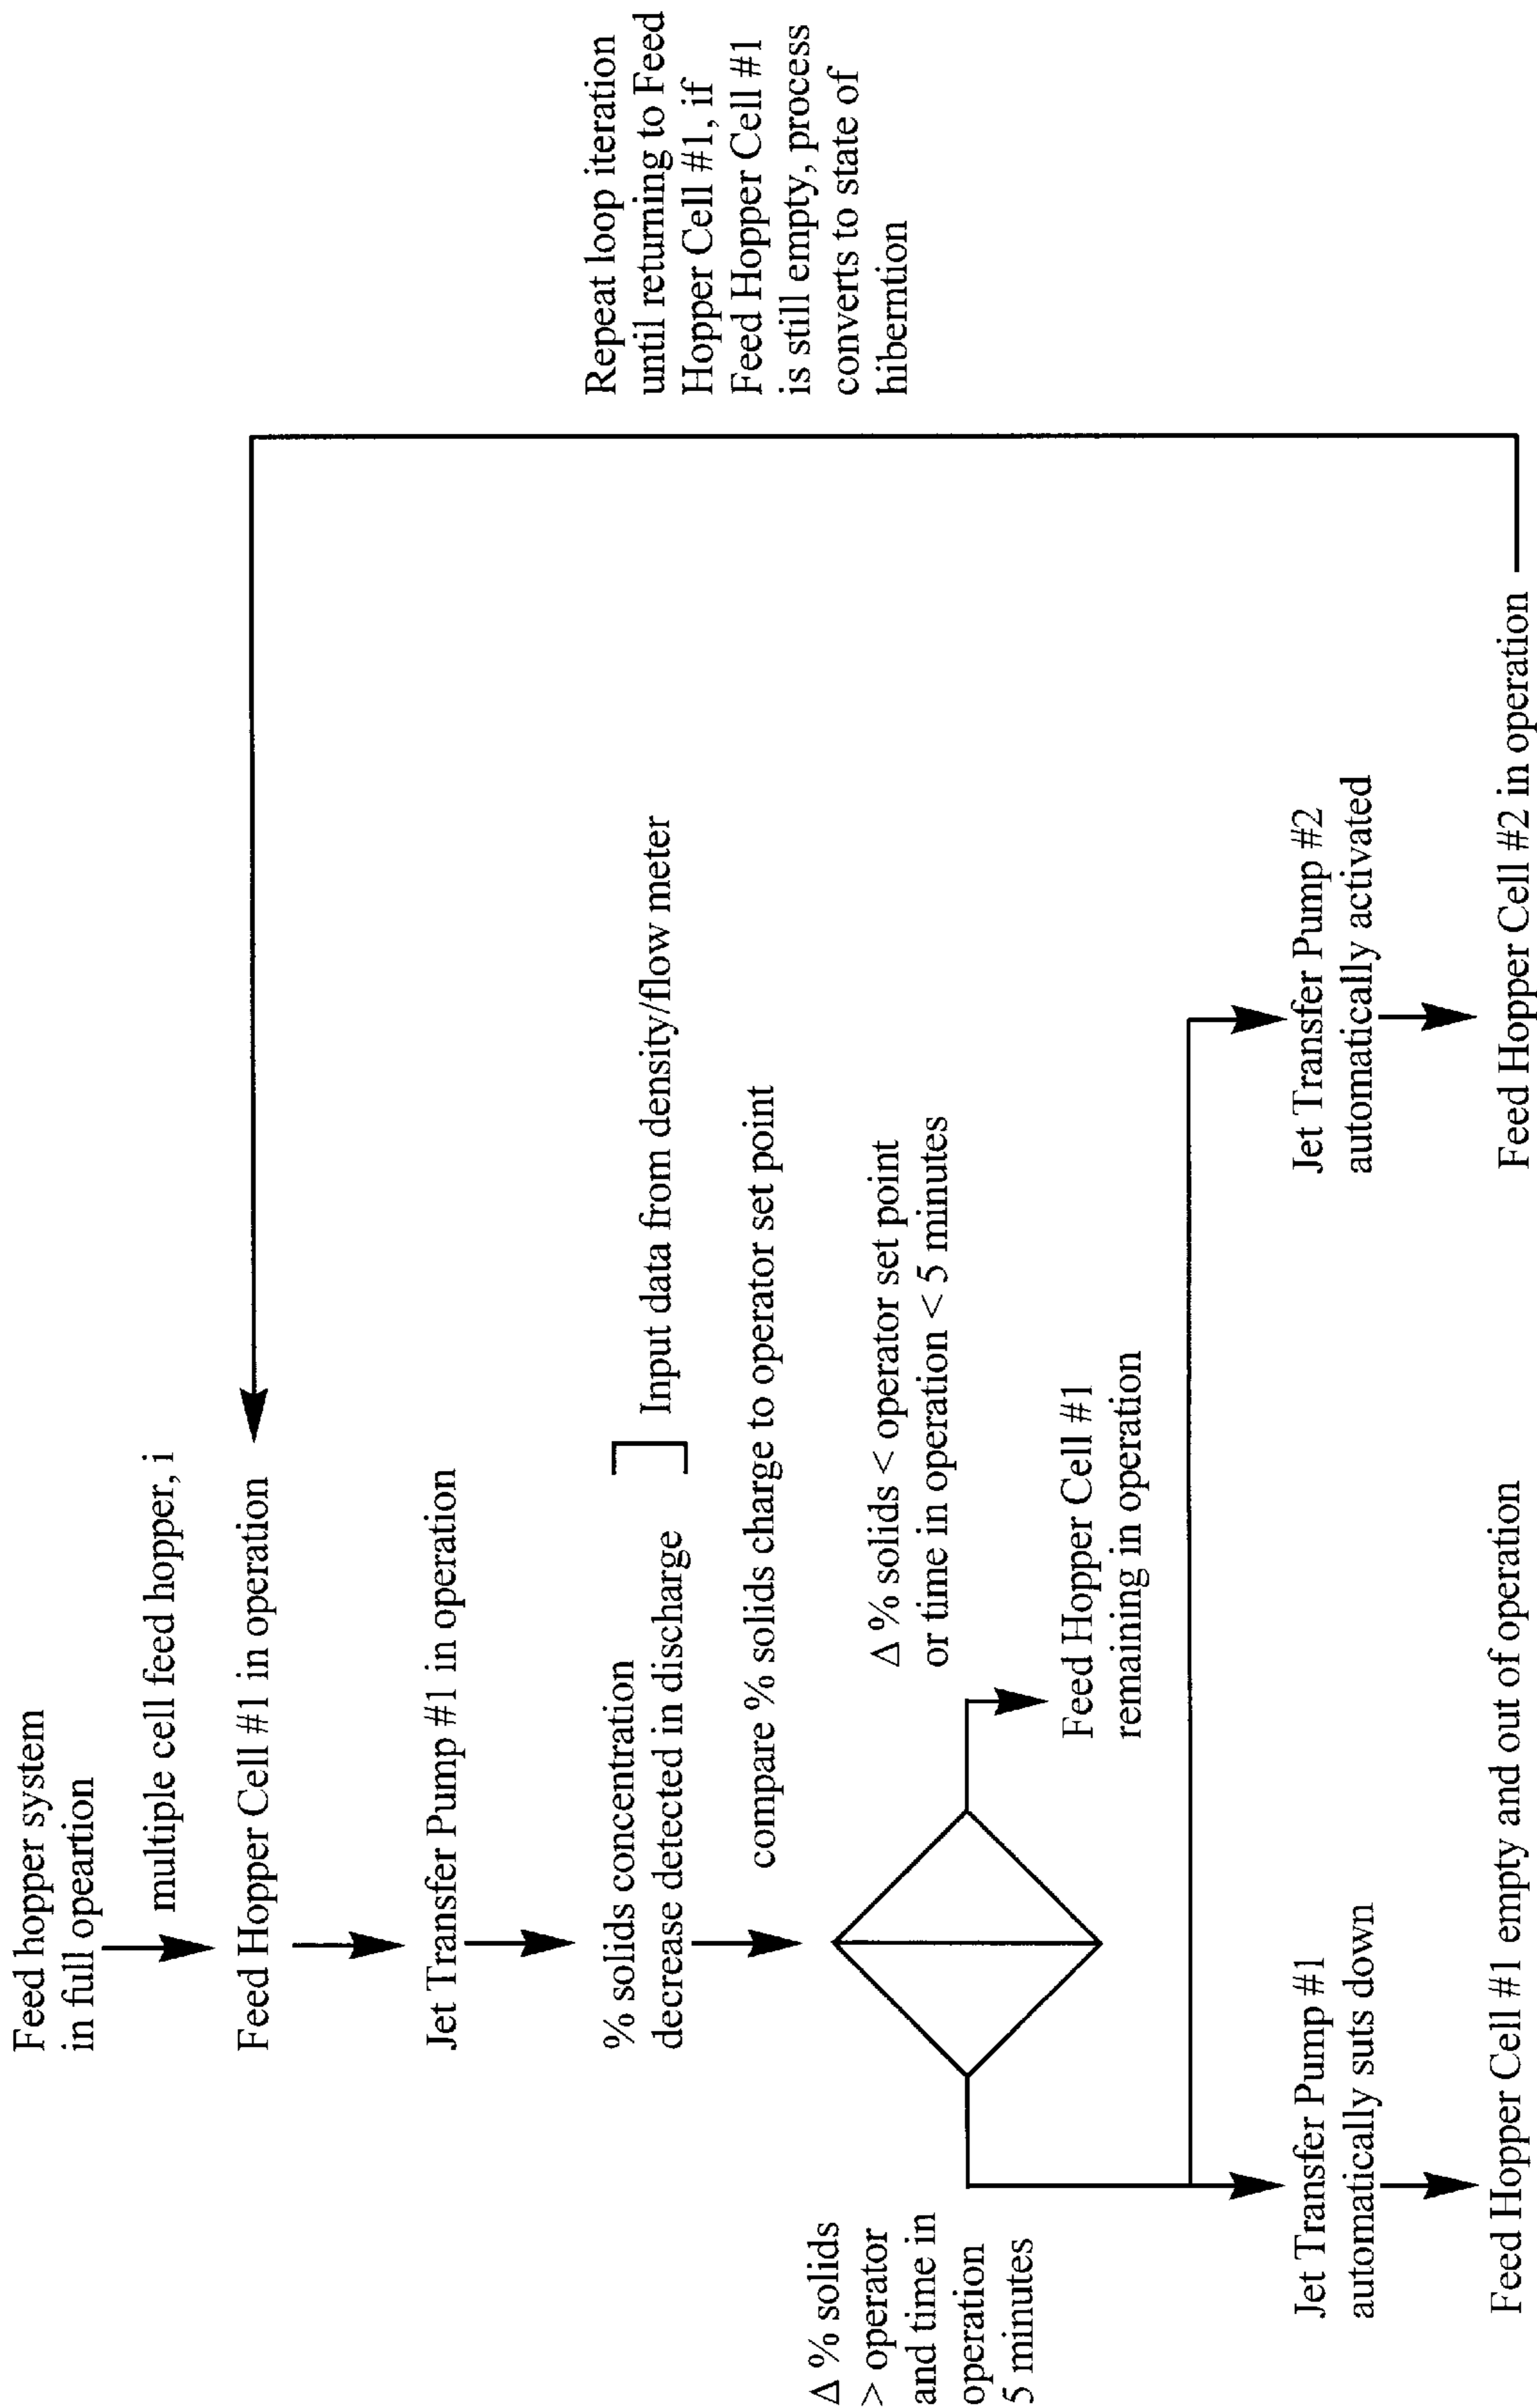 Feed hopper system
in full opeartion
multiple cell feed hopper, i
Feed Hopper Cell #1 in operation
Jet Transfer Pump #1 in operation
% solids concentration
decrease detected in discharge
Input data from density/flow meter
compare % solids charge to operator set point
Δ % solids
> operator
and time in
operation
5 minutes
Δ % solids < operator set point
or time in operation < 5 minutes
Feed Hopper Cell #1
remaining in operation
Jet Transfer Pump #1
automatically suts down
Feed Hopper Cell #1 empty and out of operation
Jet Transfer Pump #2
automatically activated
Feed Hopper Cell #2 in operation
Repeat loop iteration
until returning to Feed
Hopper Cell #1, if
Feed Hopper Cell #1
is still empty, process
converts to state of
hiberntion